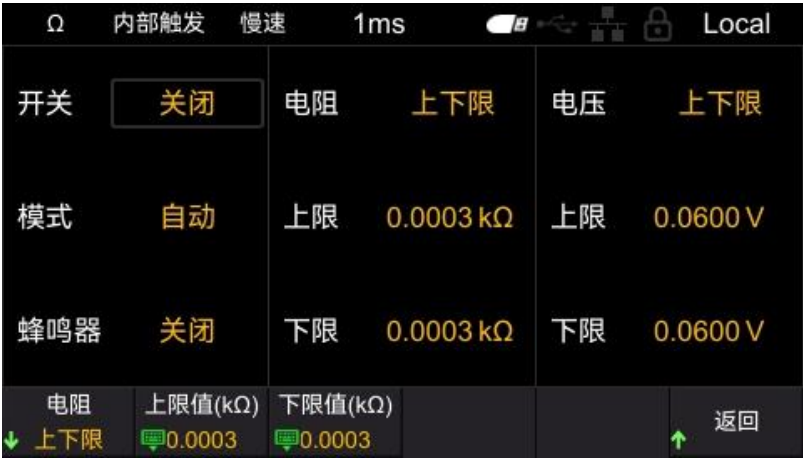 Ω 内部触发 慢速 1ms Local
开关 关闭 电阻 上下限 电压 上下限
模式 自动 上限 0.0003 kΩ 上限 0.0600 V
蜂鸣器 关闭 下限 0.0003 kΩ 下限 0.0600 V
电阻 上限值(kΩ) 下限值(kΩ) 返回
上下限 0.0003 0.0003